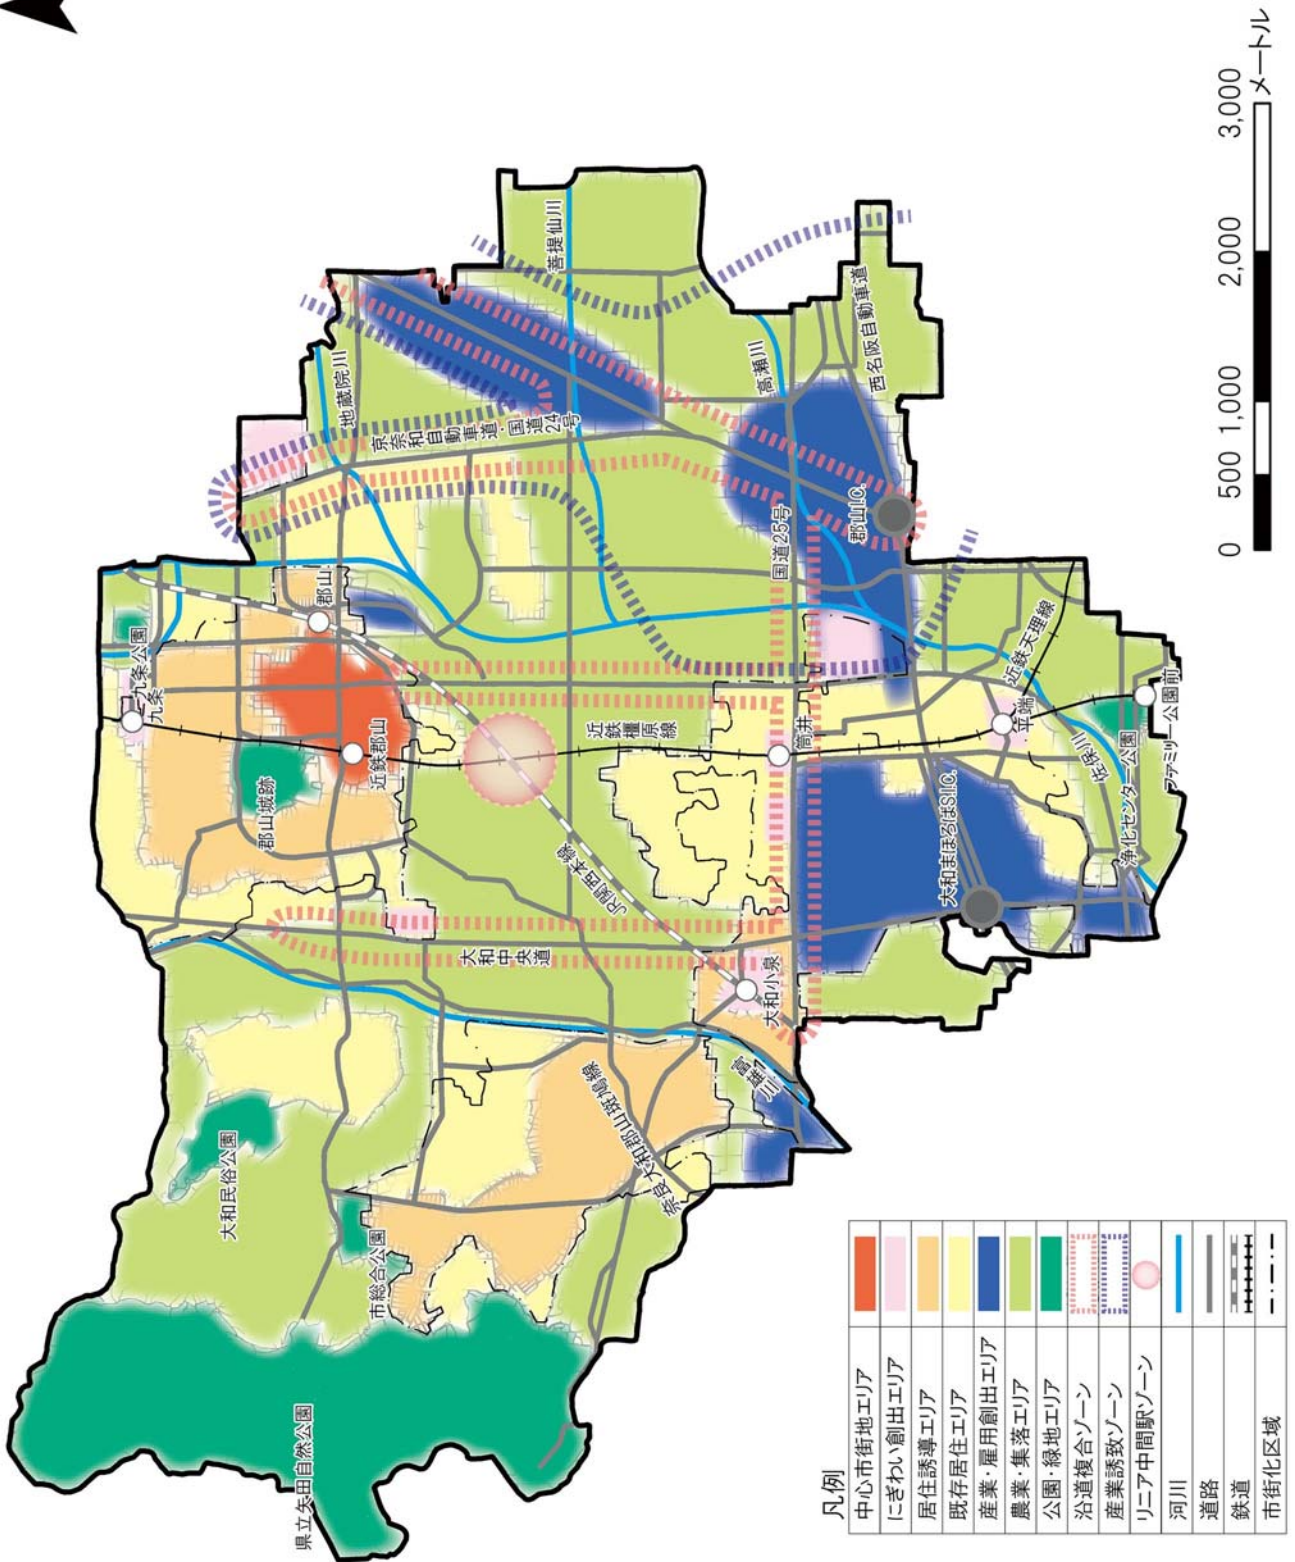 県立矢田自然公園
大和民俗公園
市総合公園
奈良大和郡山斑鳩線
富雄川
大和中央道
JR関西本線
大和小泉
郡山城跡
近鉄郡山
九条
九条公園
郡山
近鉄橿原線
筒井
地蔵院川
京奈和自動車道・国道24号
菩提仙川
高瀬川
国道25号
郡山I.C.
西名阪自動車道
近鉄天理線
平端
大和まほろばS.I.C.
佐保川
浄化センター公園
ファミリー公園前
凡例
中心市街地エリア
にぎわい創出エリア
居住誘導エリア
既存居住エリア
産業・雇用創出エリア
農業・集落エリア
公園・緑地エリア
沿道複合ゾーン
産業誘致ゾーン
リニア中間駅ゾーン
河川
道路
鉄道
市街化区域
0 500 1,000 2,000 3,000
メートル